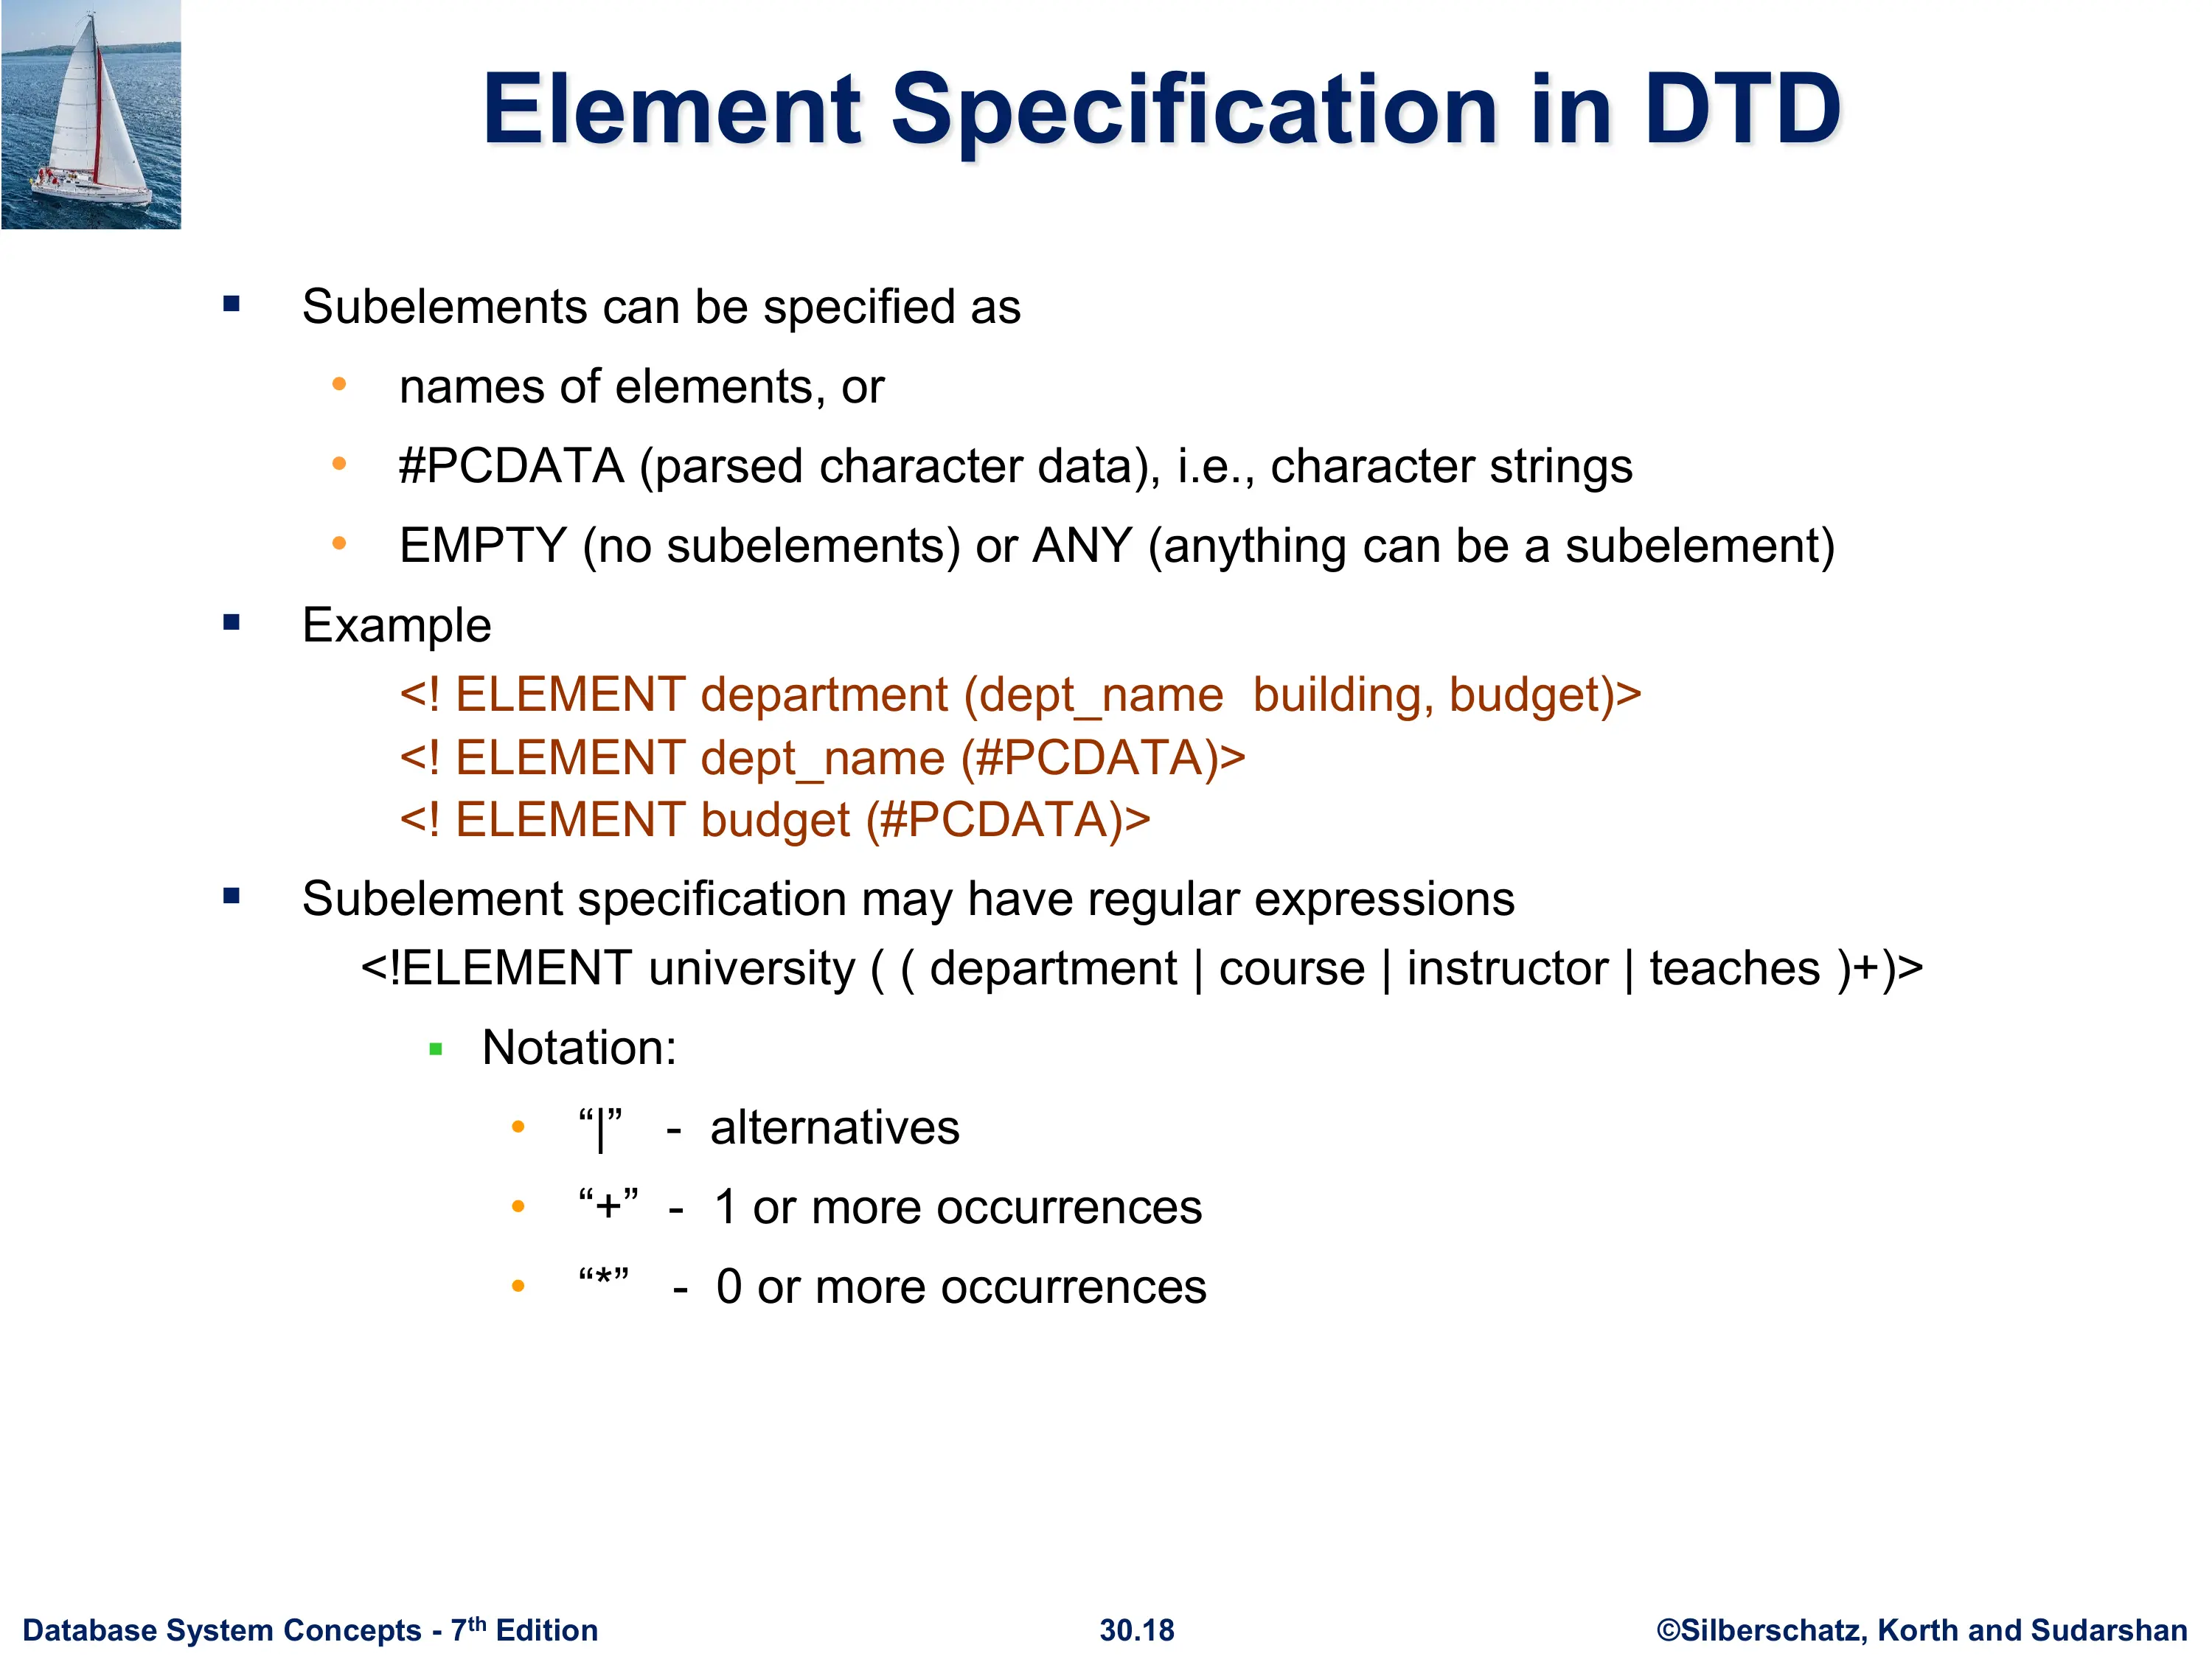 Element Specification in DTD
▪ Subelements can be specified as
• names of elements, or
• #PCDATA (parsed character data), i.e., character strings
• EMPTY (no subelements) or ANY (anything can be a subelement)
▪ Example
<! ELEMENT department (dept_name  building, budget)>
<! ELEMENT dept_name (#PCDATA)>
<! ELEMENT budget (#PCDATA)>
▪ Subelement specification may have regular expressions
<!ELEMENT university ( ( department | course | instructor | teaches )+)>
▪ Notation:
• “|”   -  alternatives
• “+”  -  1 or more occurrences
• “*”   -  0 or more occurrences
Database System Concepts - 7th Edition
30.18
©Silberschatz, Korth and Sudarshan